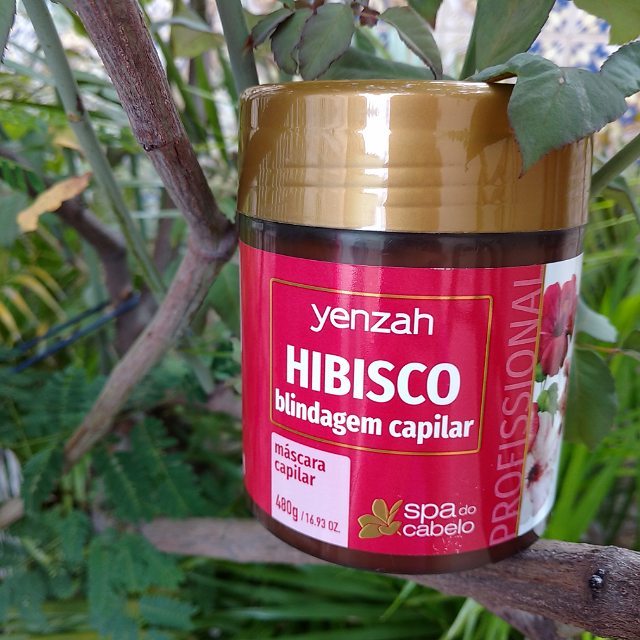 yenzah
HIBISCO
blindagem capilar
máscara
capilar
480g / 16.93 OZ.
spa do
cabelo
PROFISSIONAL